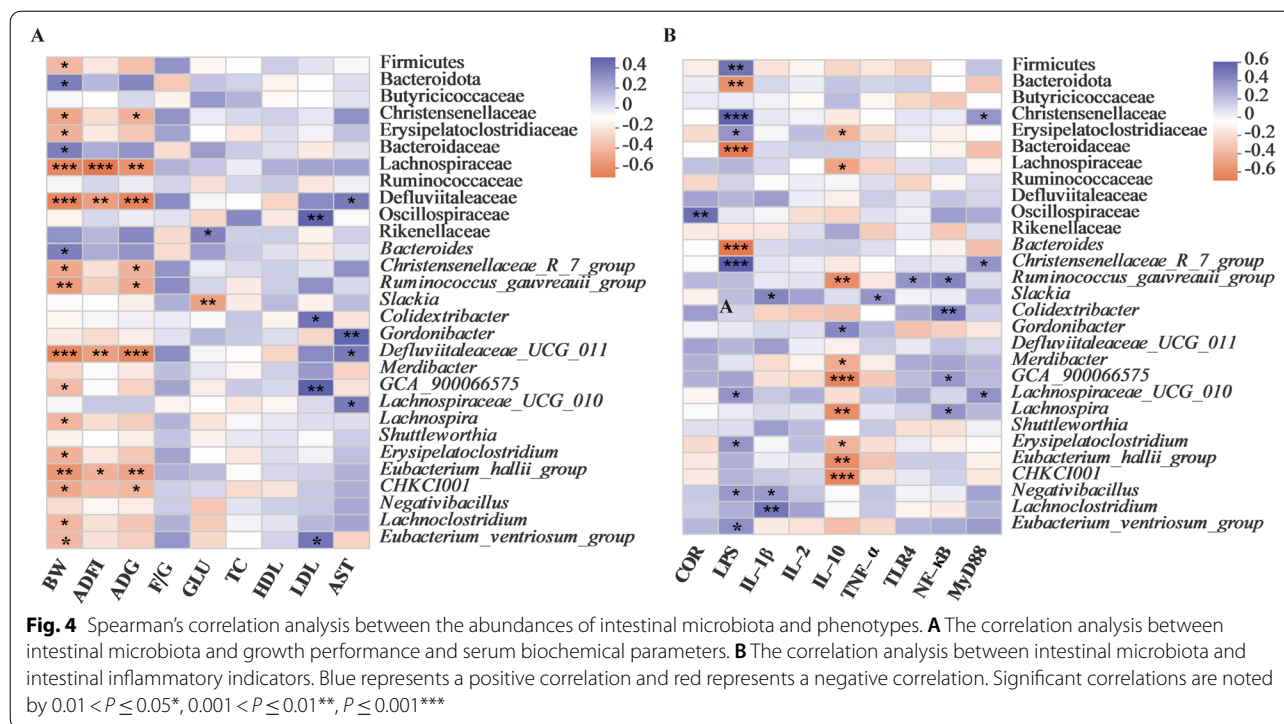 A
Firmicutes
Bacteroidota
Butyricicoccaceae
Christensenellaceae
Erysipelatoclostridiaceae
Bacteroidaceae
Lachnospiraceae
Ruminococcaceae
Defluviitaleaceae
Oscillospiraceae
Rikenellaceae
Bacteroides
Christensenellaceae_R_7_group
Ruminococcus_gauvreauii_group
Slackia
Colidextribacter
Gordonibacter
Defluviitaleaceae_UCG_011
Merdibacter
GCA_900066575
Lachnospiraceae_UCG_010
Lachnospira
Shuttleworthia
Erysipelatoclostridium
Eubacterium_hallii_group
CHKCI001
Negativibacillus
Lachnoclostridium
Eubacterium_ventriosum_group
0.4
0.2
0
-0.2
-0.4
-0.6
*
*
* *
*
*
*** *** **
*** ** *** *
**
*
*
* *
** *
**
*
**
*** ** *** *
* **
*
*
*
** * **
* *
*
* *
BW ADFI ADG F/G GLU TC HDL LDL AST
B
Firmicutes
Bacteroidota
Butyricicoccaceae
Christensenellaceae
Erysipelatoclostridiaceae
Bacteroidaceae
Lachnospiraceae
Ruminococcaceae
Defluviitaleaceae
Oscillospiraceae
Rikenellaceae
Bacteroides
Christensenellaceae_R_7_group
Ruminococcus_gauvreauii_group
Slackia
Colidextribacter
Gordonibacter
Defluviitaleaceae_UCG_011
Merdibacter
GCA_900066575
Lachnospiraceae_UCG_010
Lachnospira
Shuttleworthia
Erysipelatoclostridium
Eubacterium_hallii_group
CHKCI001
Negativibacillus
Lachnoclostridium
Eubacterium_ventriosum_group
0.6
0.4
0.2
0
-0.2
-0.4
-0.6
**
**
*** *
* *
***
*
**
***
*** *
** * *
* *
A
**
*
*
*** *
* *
** *
* *
**
***
* *
**
*
COR LPS IL-1β IL-2 IL-10 TNF-α TLR4 NF-κB MyD88
Fig. 4 Spearman's correlation analysis between the abundances of intestinal microbiota and phenotypes. A The correlation analysis between
intestinal microbiota and growth performance and serum biochemical parameters. B The correlation analysis between intestinal microbiota and
intestinal inflammatory indicators. Blue represents a positive correlation and red represents a negative correlation. Significant correlations are noted
by 0.01 < P ≤ 0.05*, 0.001 < P ≤ 0.01**, P ≤ 0.001***